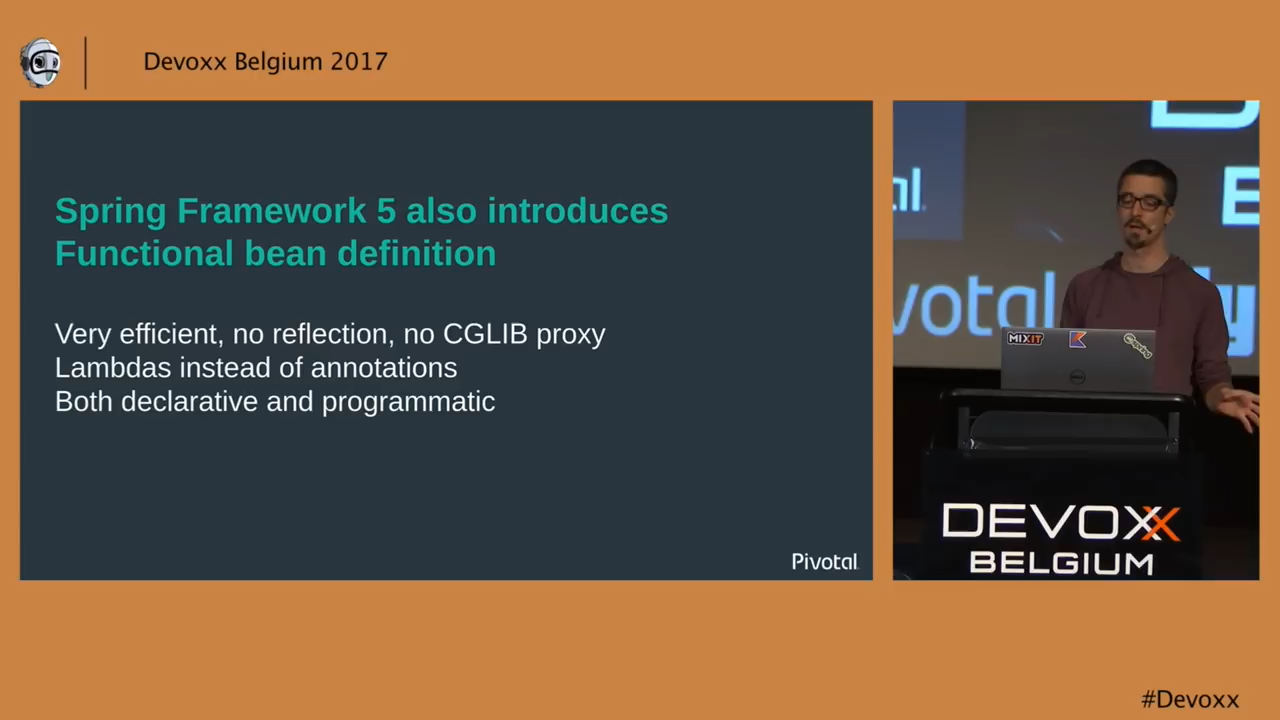 Devoxx Belgium 2017
Spring Framework 5 also introduces
Functional bean definition
Very efficient, no reflection, no CGLIB proxy
Lambdas instead of annotations
Both declarative and programmatic
Pivotal
MIXIT
spring
DEVOXX
BELGIUM
#Devoxx